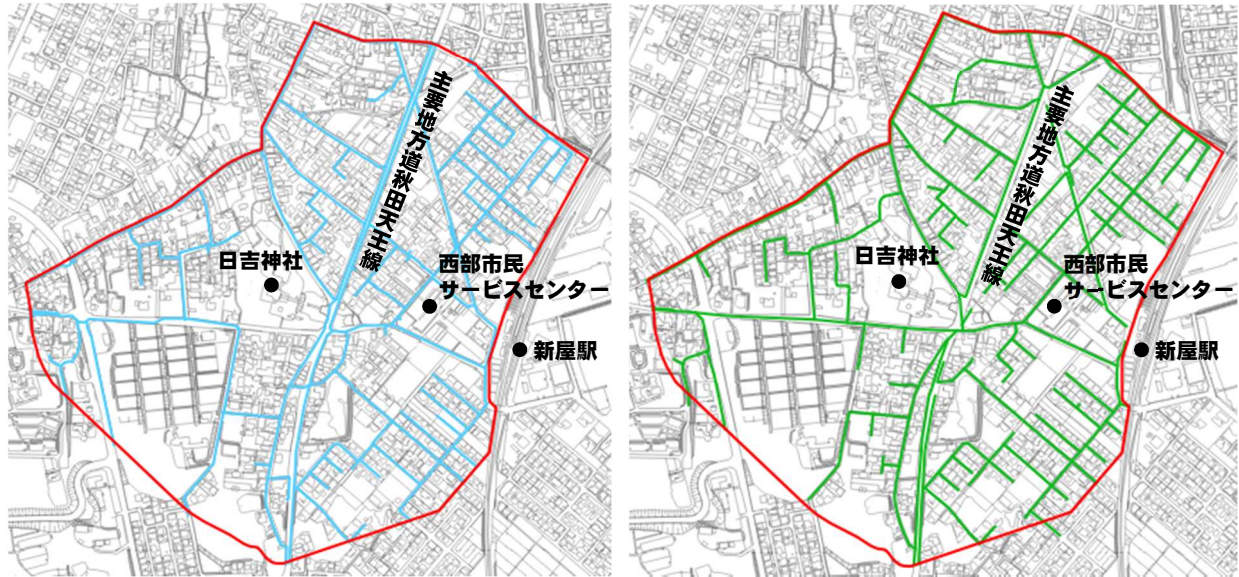 主要地方道秋田天王線
日吉神社
西部市民
サービスセンター
新屋駅
主要地方道秋田天王線
日吉神社
西部市民
サービスセンター
新屋駅